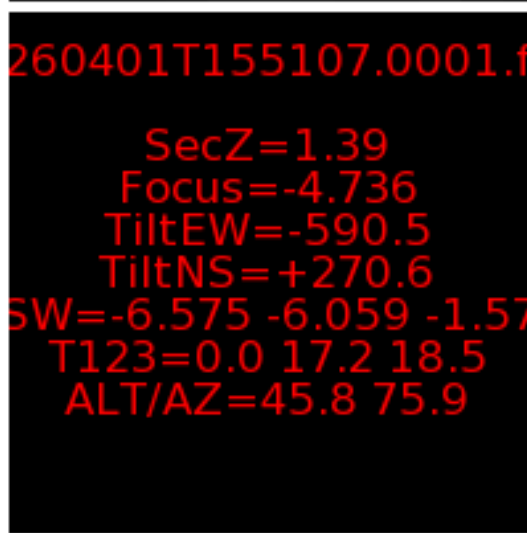 260401T155107.0001.f
SecZ=1.39
Focus=-4.736
TiltEW=-590.5
TiltNS=+270.6
SW=-6.575 -6.059 -1.57
T123=0.0 17.2 18.5
ALT/AZ=45.8 75.9